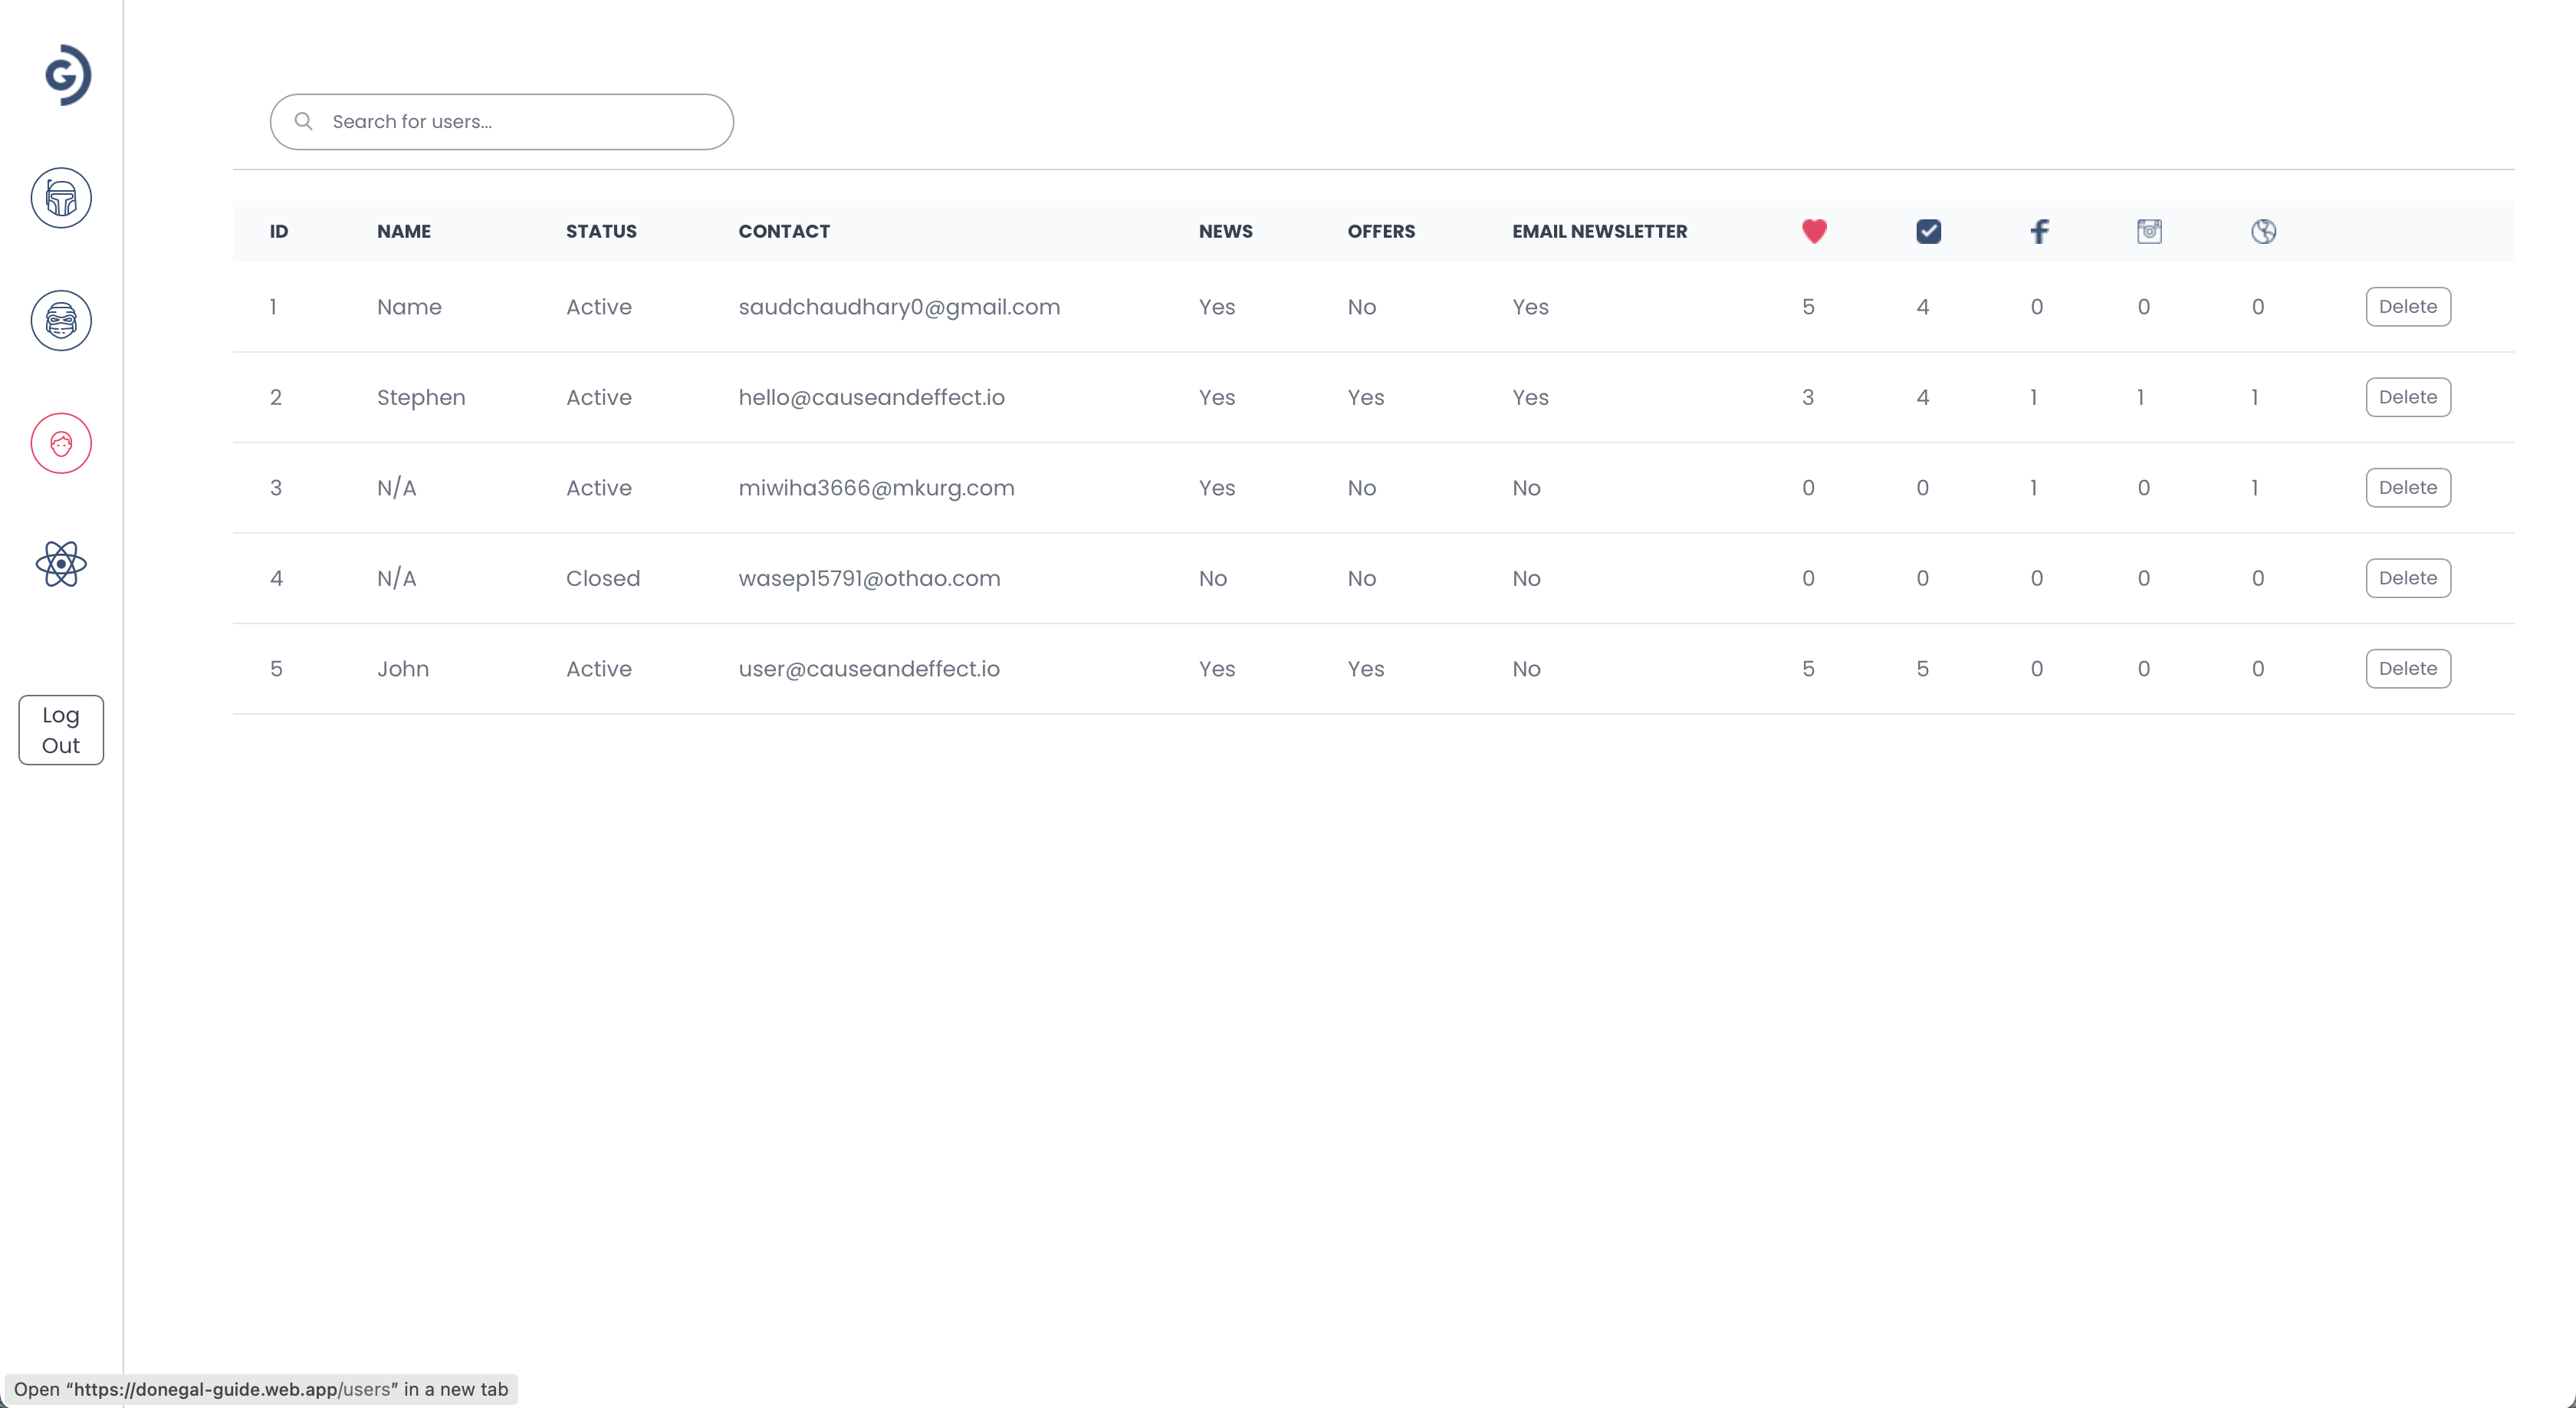 Search for users...
ID NAME STATUS CONTACT NEWS OFFERS EMAIL NEWSLETTER
1 Name Active saudchaudhary0@gmail.com Yes No Yes 5 4 0 0 0 Delete
2 Stephen Active hello@causeandeffect.io Yes Yes Yes 3 4 1 1 1 Delete
3 N/A Active miwiha3666@mkurg.com Yes No No 0 0 1 0 1 Delete
4 N/A Closed wasep15791@othao.com No No No 0 0 0 0 0 Delete
5 John Active user@causeandeffect.io Yes Yes No 5 5 0 0 0 Delete
Log
Out
Open “https://donegal-guide.web.app/users” in a new tab